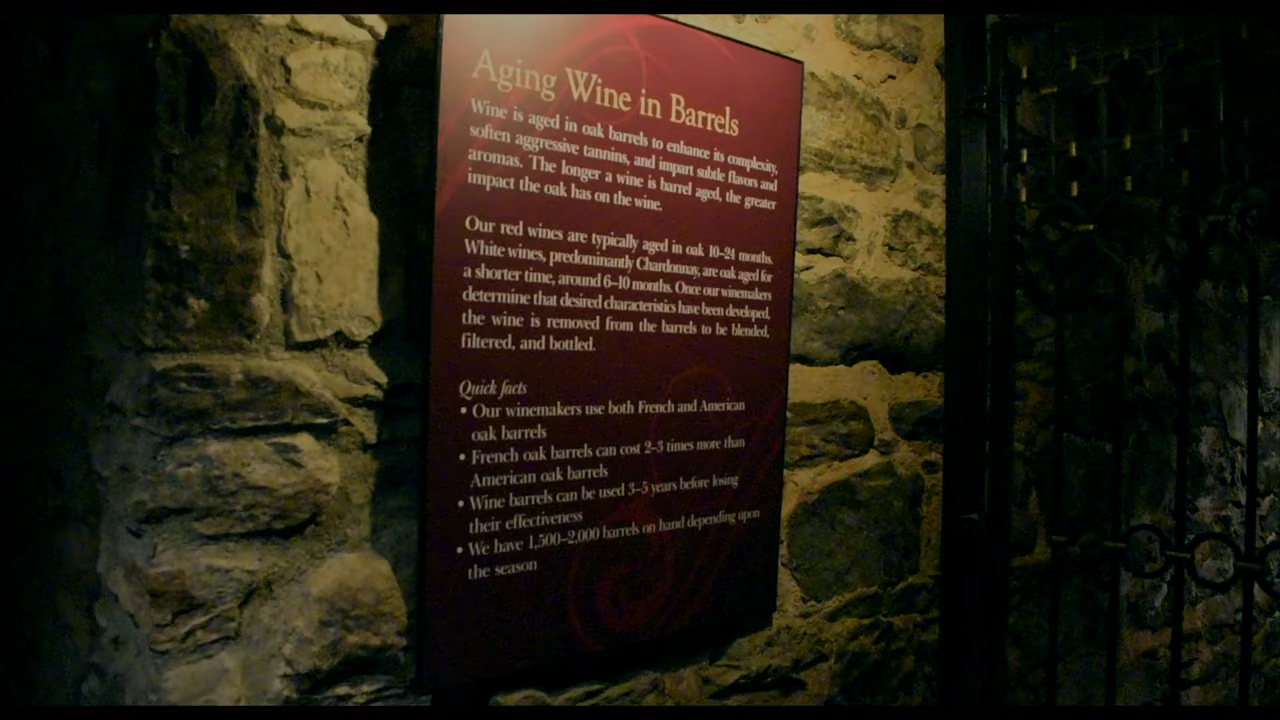 Aging Wine in Barrels
Wine is aged in oak barrels to enhance its complexity,
soften aggressive tannins, and impart subtle flavors and
aromas. The longer a wine is barrel aged, the greater
impact the oak has on the wine.
Our red wines are typically aged in oak 10–24 months.
White wines, predominantly Chardonnay, are oak aged for
a shorter time, around 6–10 months. Once our winemakers
determine that desired characteristics have been developed,
the wine is removed from the barrels to be blended,
filtered, and bottled.
Quick facts
• Our winemakers use both French and American
oak barrels
• French oak barrels can cost 2–3 times more than
American oak barrels
• Wine barrels can be used 3–5 years before losing
their effectiveness
• We have 1,500–2,000 barrels on hand depending upon
the season